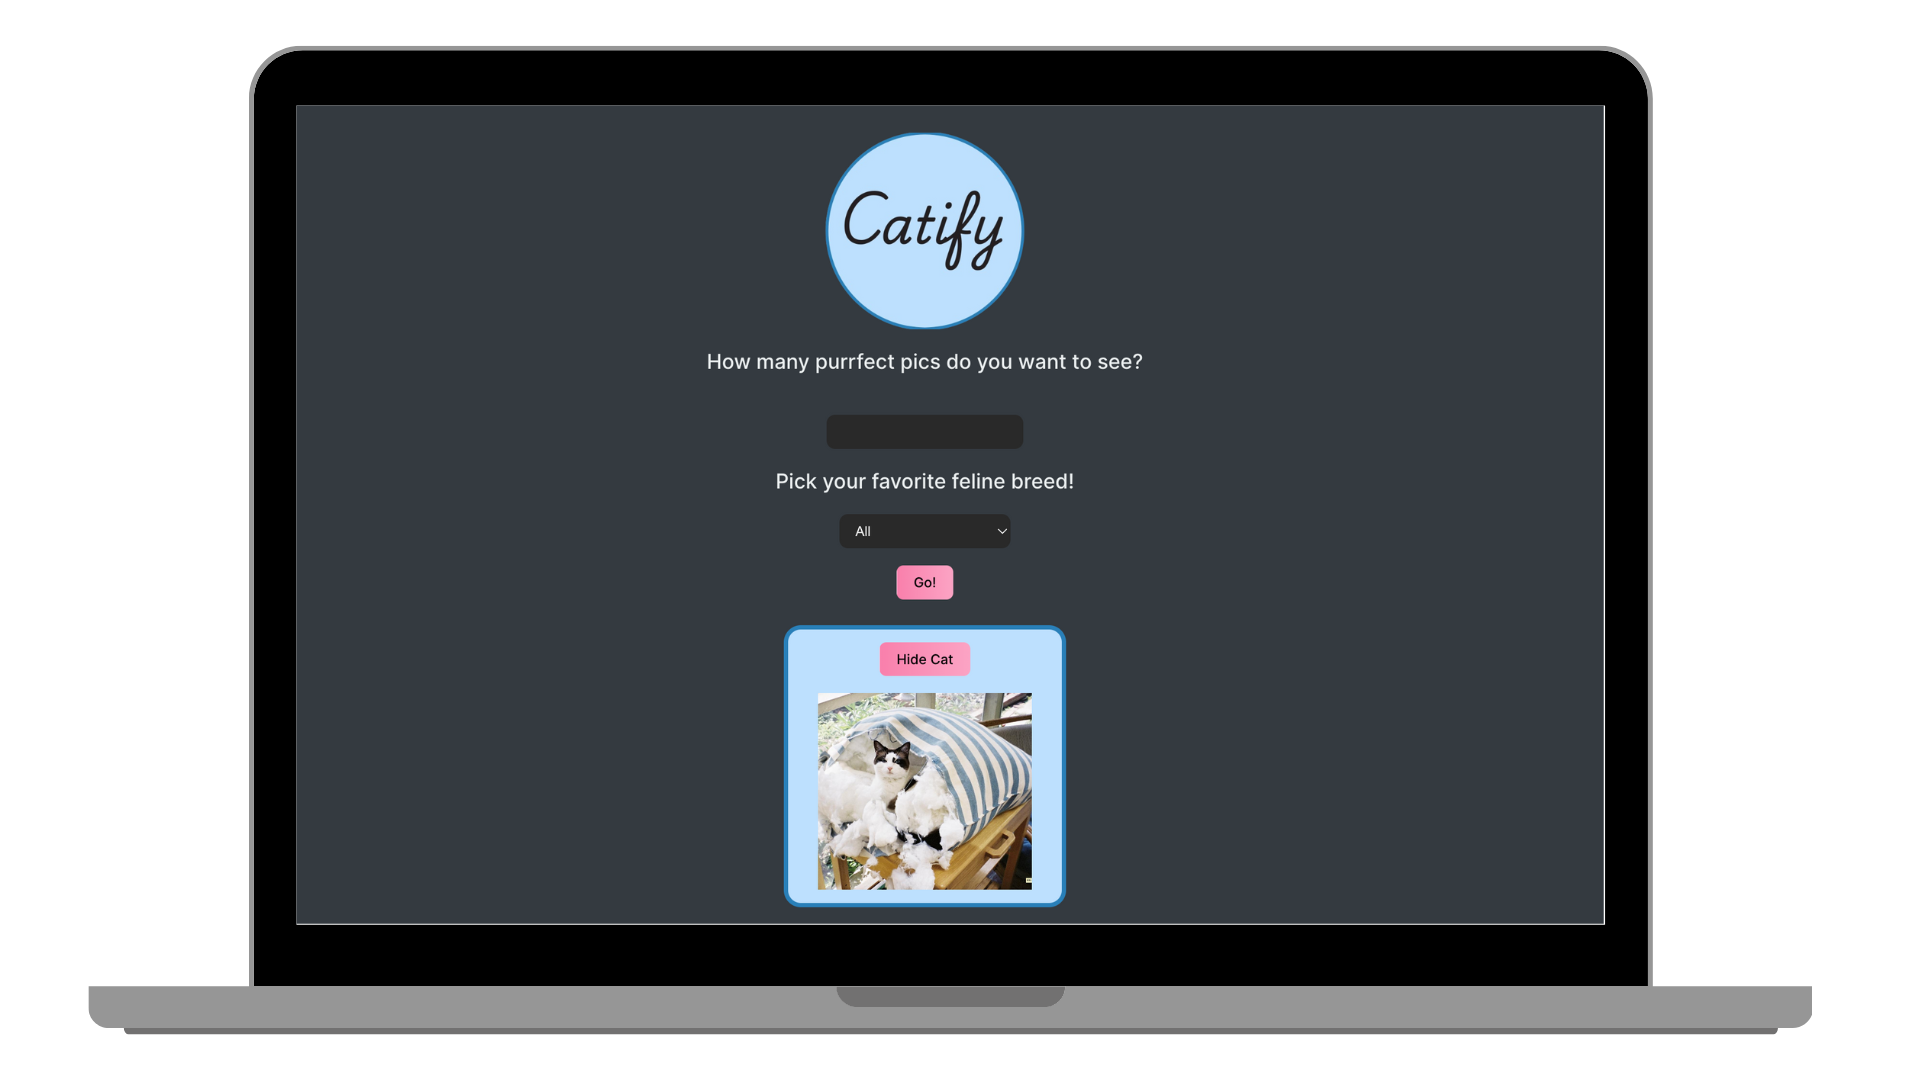 Catify
How many purrfect pics do you want to see?
Pick your favorite feline breed!
All
Go!
Hide Cat